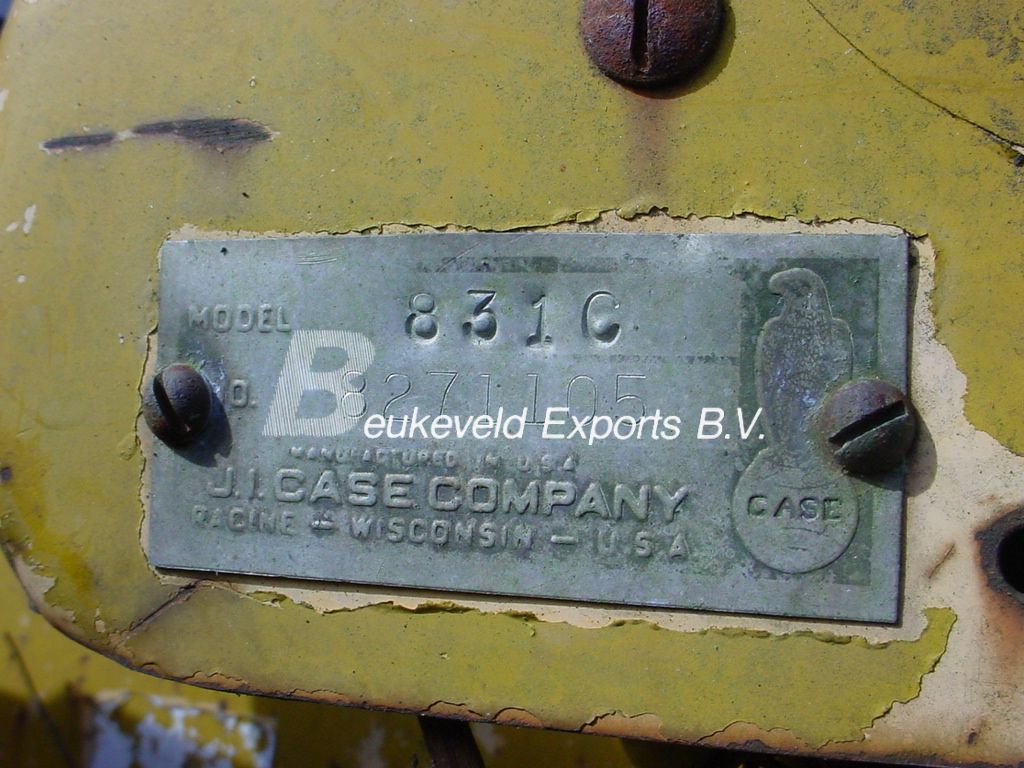 MODEL 831C
NO. 8271105
Beukeveld Exports B.V.
MANUFACTURED IN U.S.A
J.I. CASE COMPANY
RACINE – WISCONSIN – U.S.A
CASE